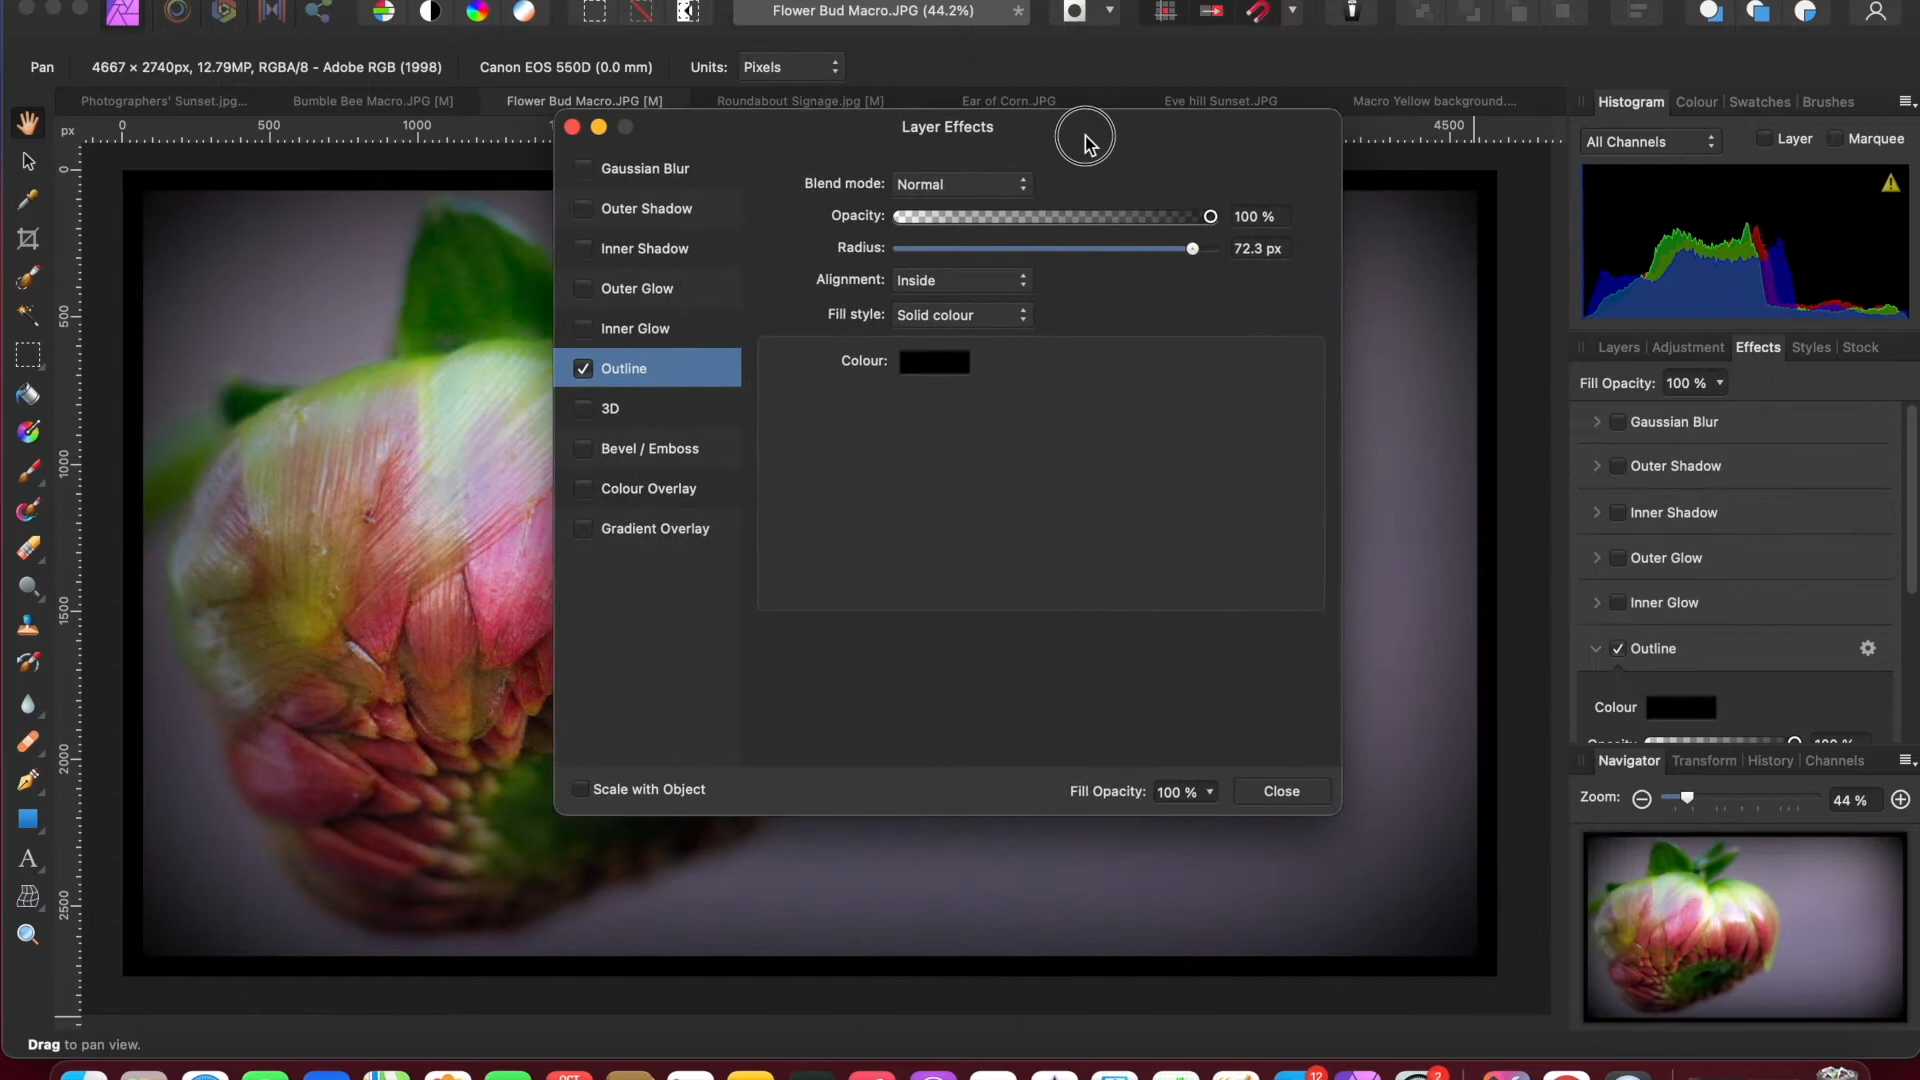 Flower Bud Macro.JPG (44.2%)
*
Pan
4667 × 2740px, 12.79MP, RGBA/8 - Adobe RGB (1998)
Canon EOS 550D (0.0 mm)
Units:
Pixels
Photographers' Sunset.jpg...
Bumble Bee Macro.JPG [M]
Flower Bud Macro.JPG [M]
Roundabout Signage.jpg [M]
Ear of Corn.JPG
Eve hill Sunset.JPG
Macro Yellow background....
px
0
500
1000
4500
0
500
1000
1500
2000
2500
Layer Effects
Gaussian Blur
Outer Shadow
Inner Shadow
Outer Glow
Inner Glow
Outline
3D
Bevel / Emboss
Colour Overlay
Gradient Overlay
Blend mode: Normal
Opacity: 100 %
Radius: 72.3 px
Alignment: Inside
Fill style: Solid colour
Colour:
Scale with Object
Fill Opacity: 100 %
Close
Histogram
Colour
Swatches
Brushes
All Channels
Layer
Marquee
Layers
Adjustment
Effects
Styles
Stock
Fill Opacity: 100 %
Gaussian Blur
Outer Shadow
Inner Shadow
Outer Glow
Inner Glow
Outline
Colour
Opacity
100 %
Navigator
Transform
History
Channels
Zoom:
44 %
A
Drag to pan view.
OCT
12
2